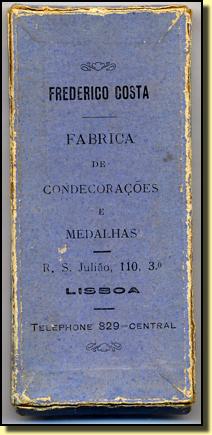 FREDERICO COSTA
FABRICA
DE
CONDECORAÇÕES
E
MEDALHAS
R. S. Julião, 110, 3.º
LISBOA
TELEPHONE 829—CENTRAL